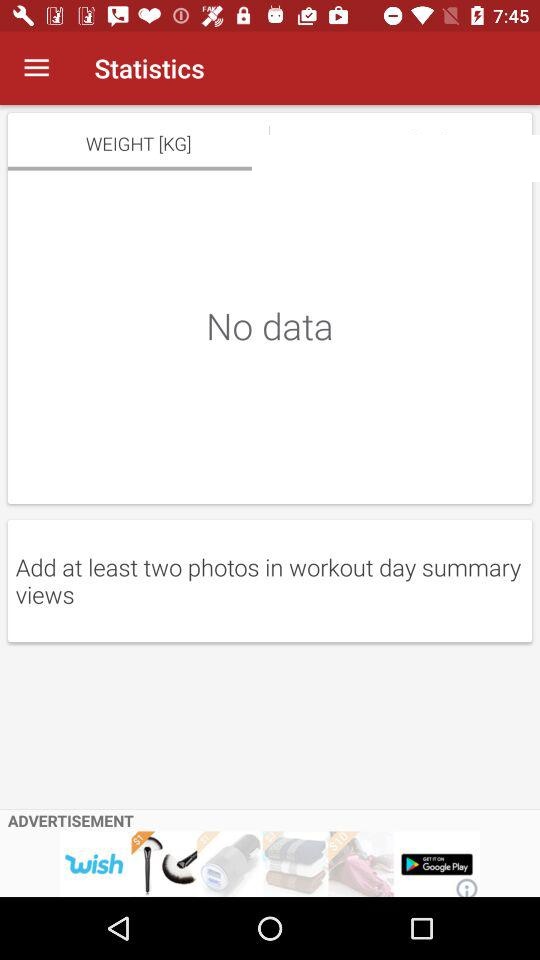 7:45
Statistics
WEIGHT [KG]
No data
Add at least two photos in workout day summary
views
ADVERTISEMENT
wish
GET IT ON
Google Play